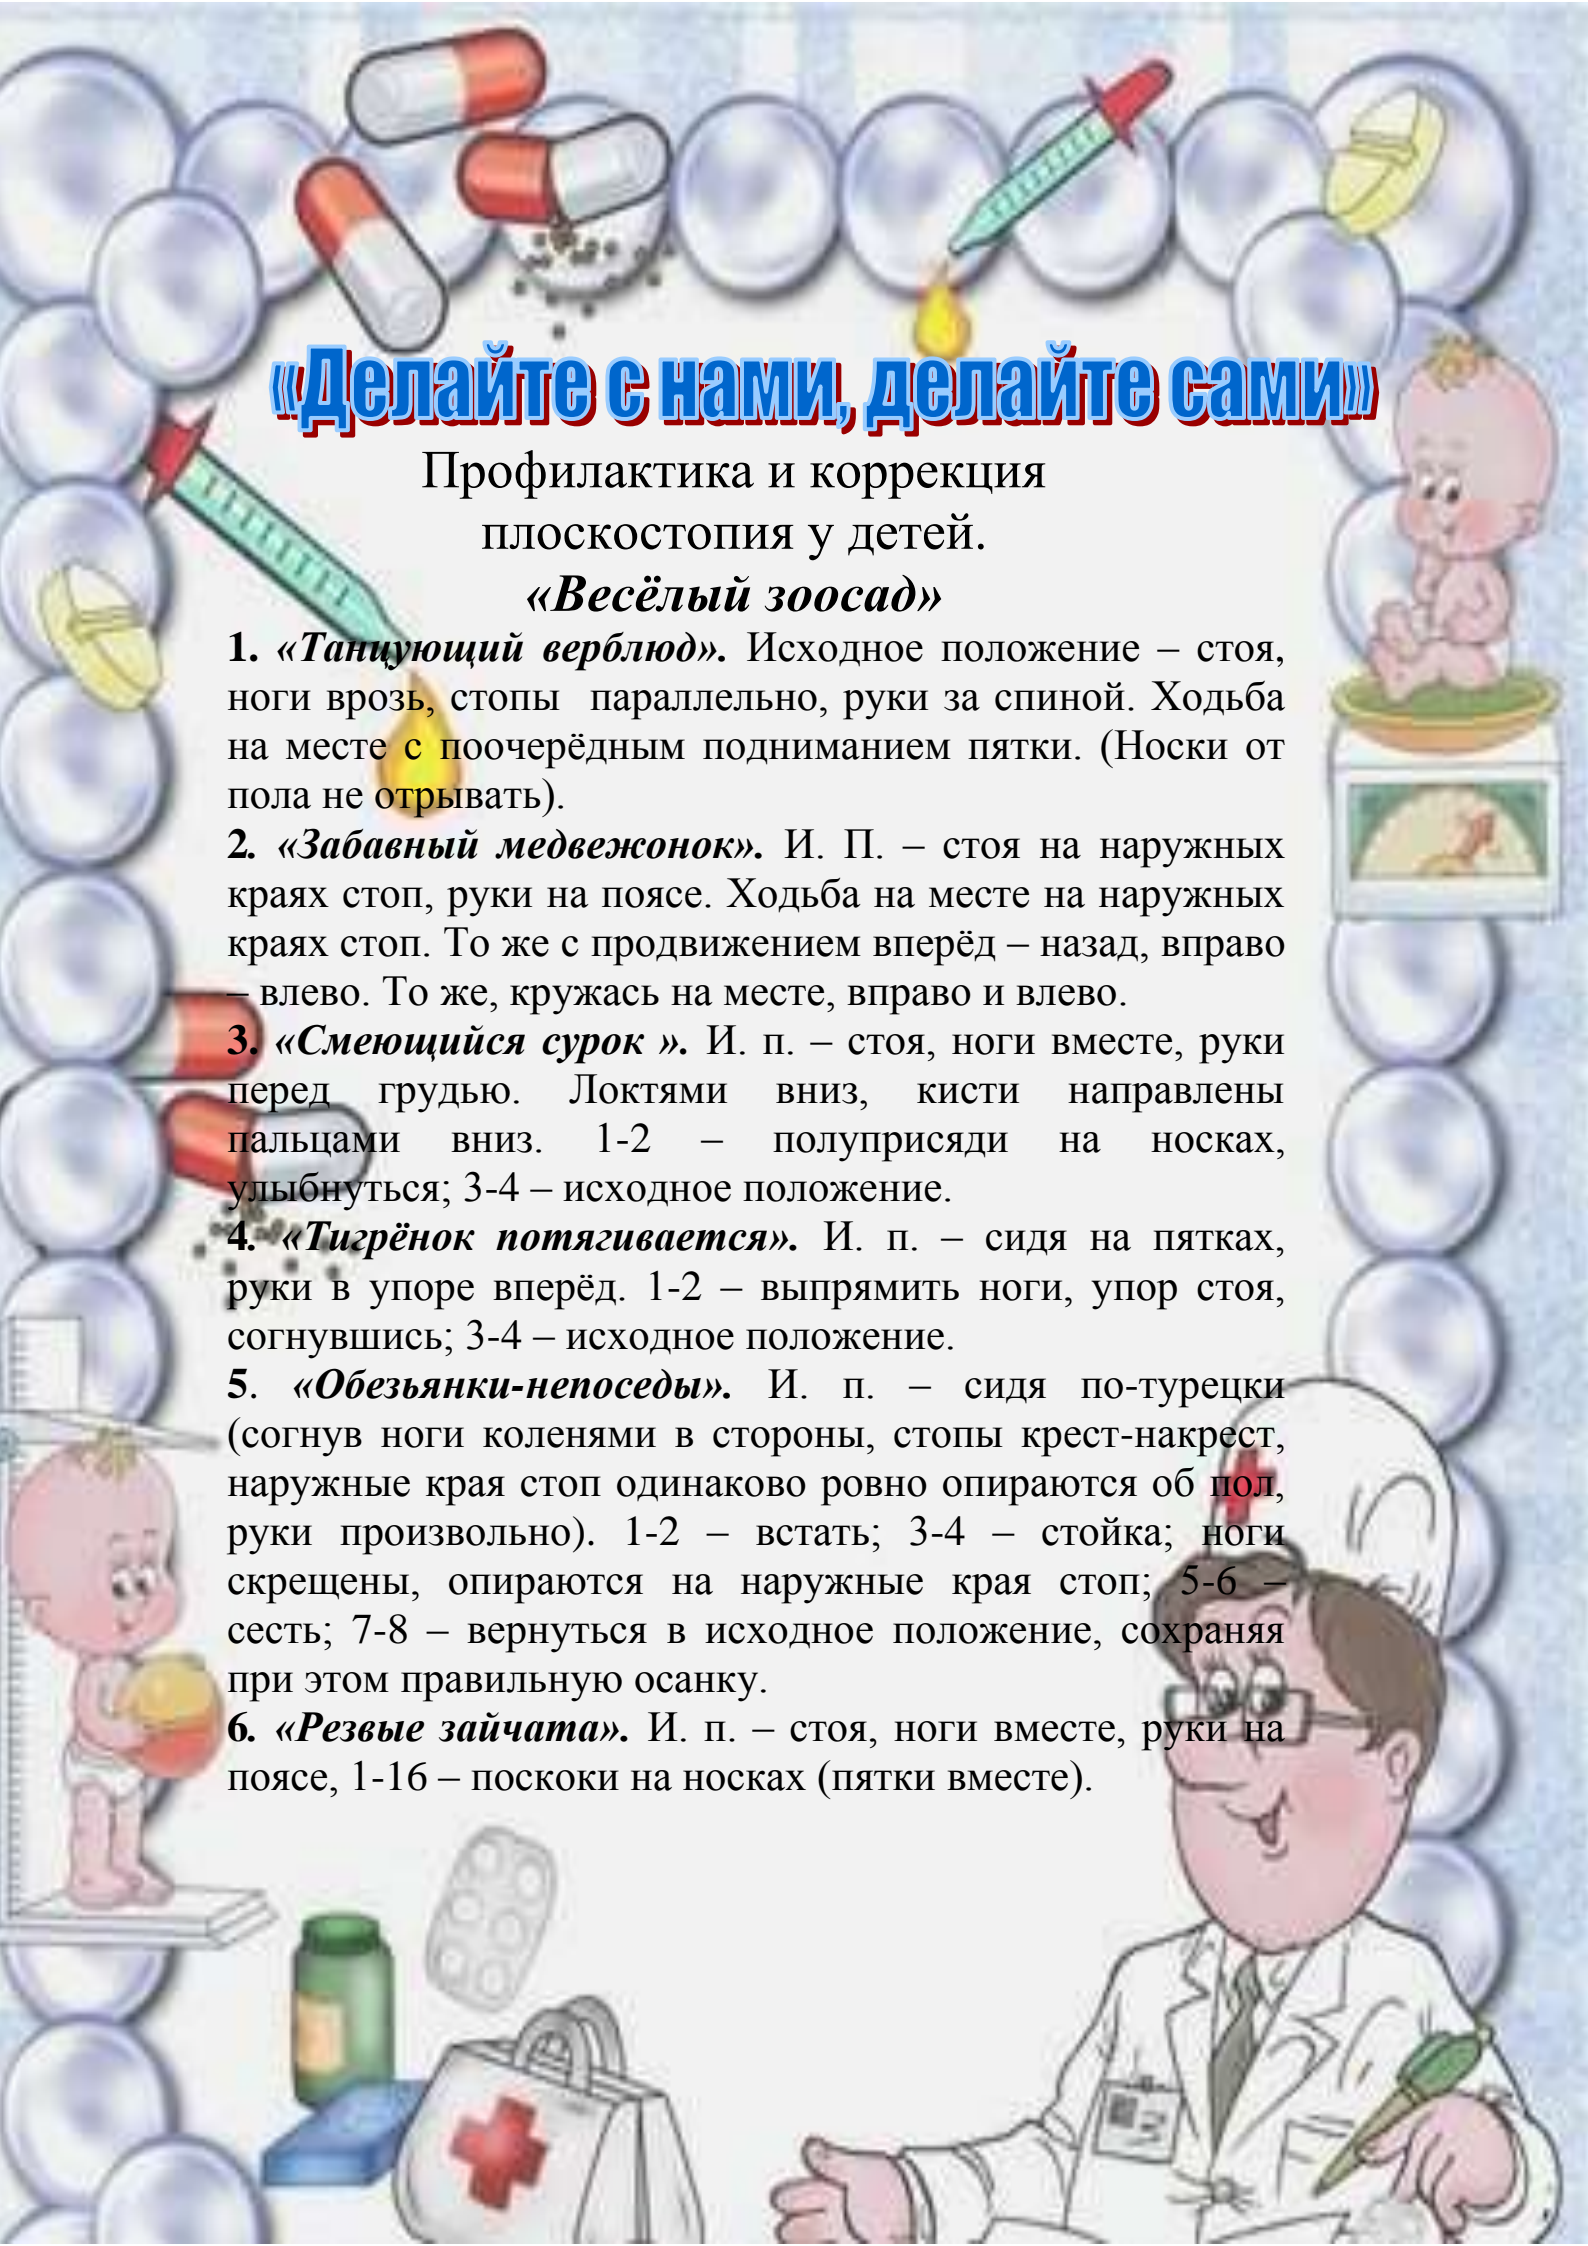 «Делайте с нами, делайте сами»
Профилактика и коррекция
плоскостопия у детей.
«Весёлый зоосад»
1. «Танцующий верблюд». Исходное положение – стоя,
ноги врозь, стопы параллельно, руки за спиной. Ходьба
на месте с поочерёдным подниманием пятки. (Носки от
пола не отрывать).
2. «Забавный медвежонок». И. П. – стоя на наружных
краях стоп, руки на поясе. Ходьба на месте на наружных
краях стоп. То же с продвижением вперёд – назад, вправо
– влево. То же, кружась на месте, вправо и влево.
3. «Смеющийся сурок ». И. п. – стоя, ноги вместе, руки
перед грудью. Локтями вниз, кисти направлены
пальцами вниз. 1-2 – полуприсяди на носках,
улыбнуться; 3-4 – исходное положение.
4. «Тигрёнок потягивается». И. п. – сидя на пятках,
руки в упоре вперёд. 1-2 – выпрямить ноги, упор стоя,
согнувшись; 3-4 – исходное положение.
5. «Обезьянки-непоседы». И. п. – сидя по-турецки
(согнув ноги коленями в стороны, стопы крест-накрест,
наружные края стоп одинаково ровно опираются об пол,
руки произвольно). 1-2 – встать; 3-4 – стойка; ноги
скрещены, опираются на наружные края стоп; 5-6 –
сесть; 7-8 – вернуться в исходное положение, сохраняя
при этом правильную осанку.
6. «Резвые зайчата». И. п. – стоя, ноги вместе, руки на
поясе, 1-16 – поскоки на носках (пятки вместе).